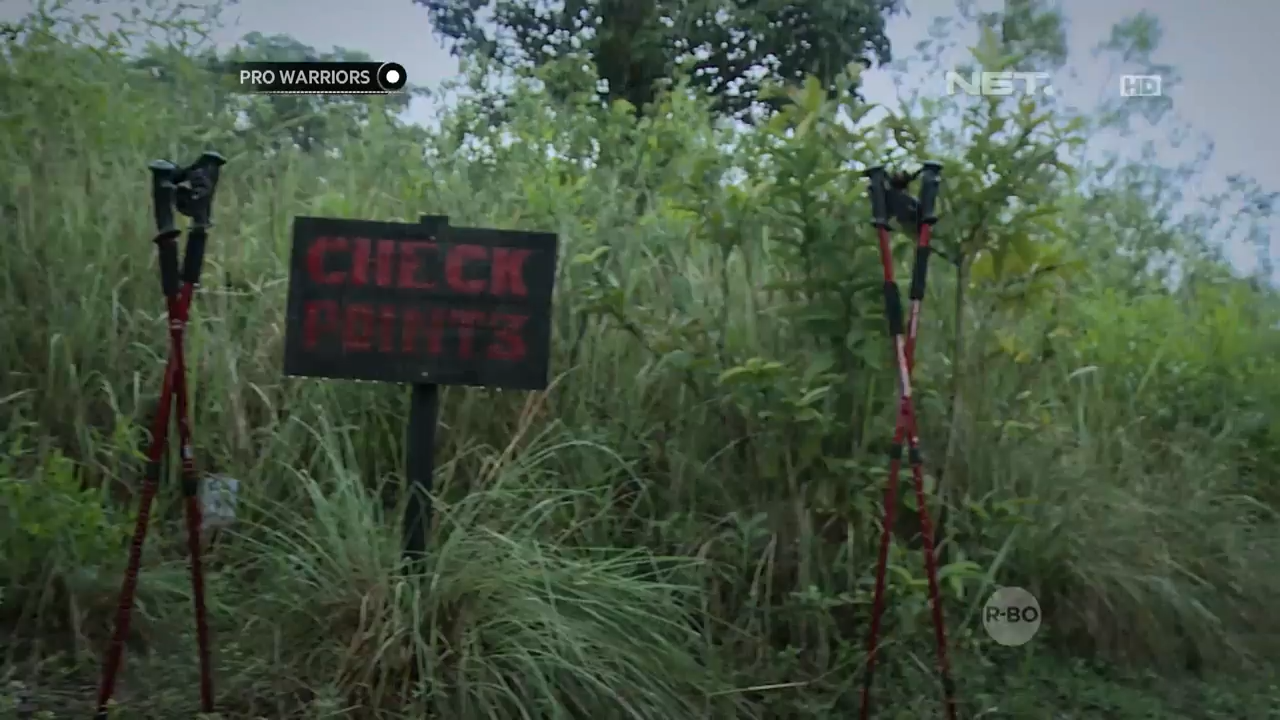 PRO WARRIORS
NET.
HD
CHECK
POINT3
R-BO